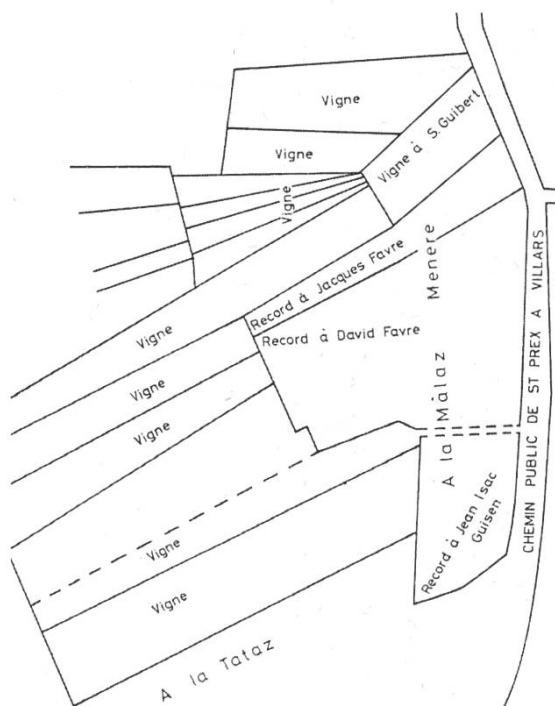 Vigne
Vigne
Vigne à S. Guibert
Vigne
Record à Jacques Favre
Menere
Vigne
Record à David Favre
Vigne
Vigne
A la Màlaz
CHEMIN PUBLIC DE ST PREX A VILLARS
Record à Jean Isac
Guisen
Vigne
Vigne
A la Tataz